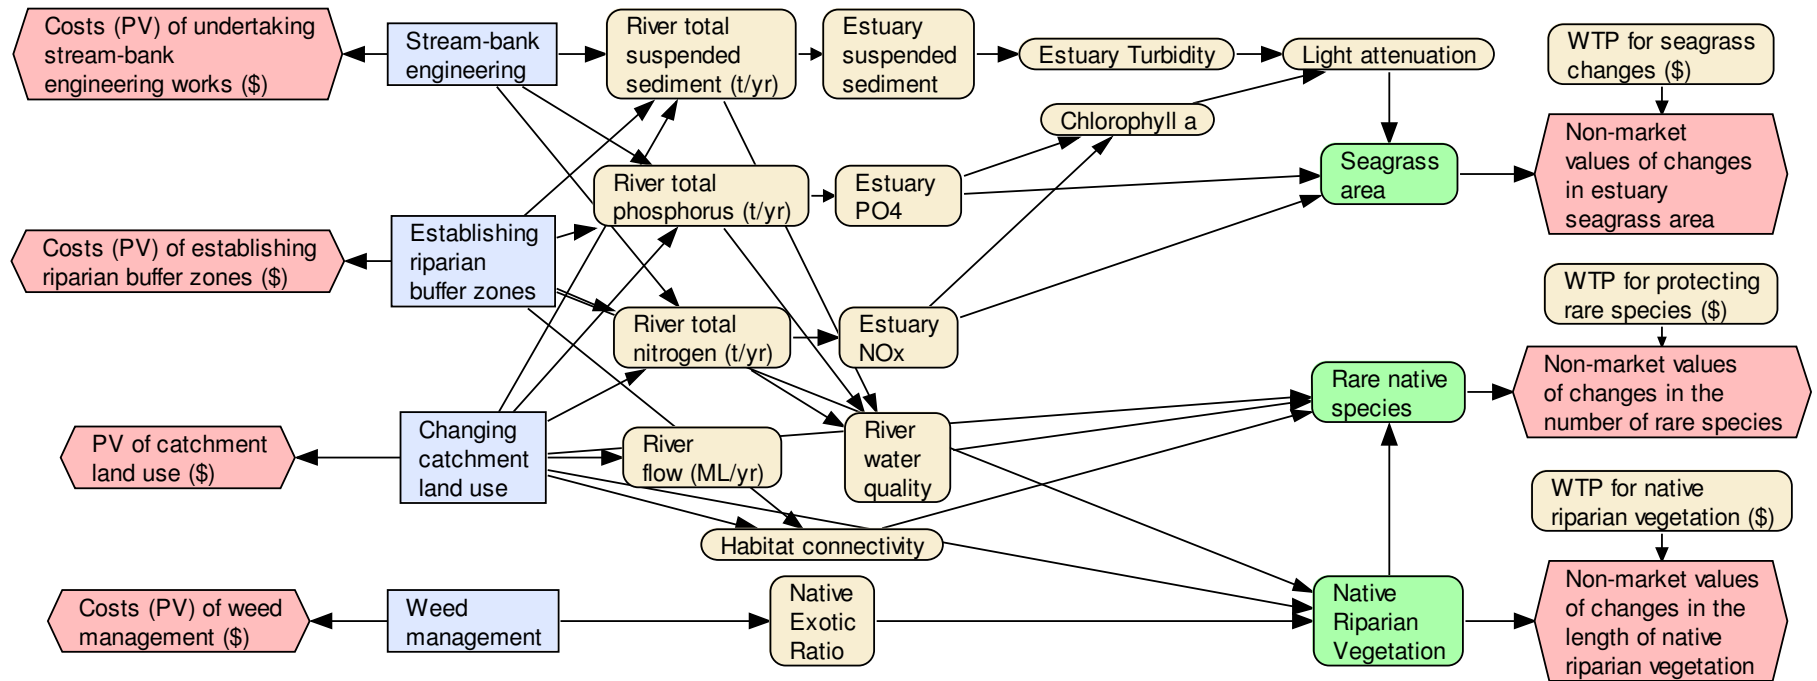 Costs (PV) of undertaking
stream-bank
engineering works ($)
Stream-bank
engineering
River total
suspended
sediment (t/yr)
Estuary
suspended
sediment
Estuary Turbidity
Light attenuation
WTP for seagrass
changes ($)
Chlorophyll a
Non-market
values of changes
in estuary
seagrass area
Seagrass
area
River total
phosphorus (t/yr)
Estuary
PO4
Costs (PV) of establishing
riparian buffer zones ($)
Establishing
riparian
buffer zones
WTP for protecting
rare species ($)
River total
nitrogen (t/yr)
Estuary
NOx
Rare native
species
Non-market values
of changes in the
number of rare species
PV of catchment
land use ($)
Changing
catchment
land use
River
flow (ML/yr)
River
water
quality
WTP for native
riparian vegetation ($)
Habitat connectivity
Costs (PV) of weed
management ($)
Weed
management
Native
Exotic
Ratio
Native
Riparian
Vegetation
Non-market values
of changes in the
length of native
riparian vegetation